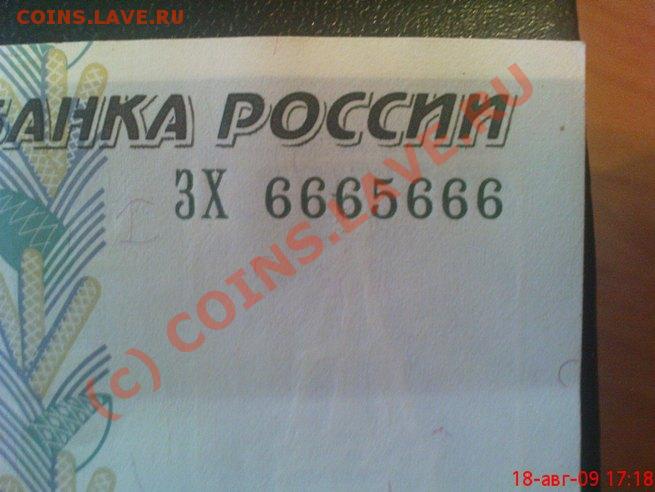 COINS.LAVE.RU
БАНКА РОССИИ
ЗХ 6665666
(c) COINS.LAVE.RU
18-авг-09 17:18